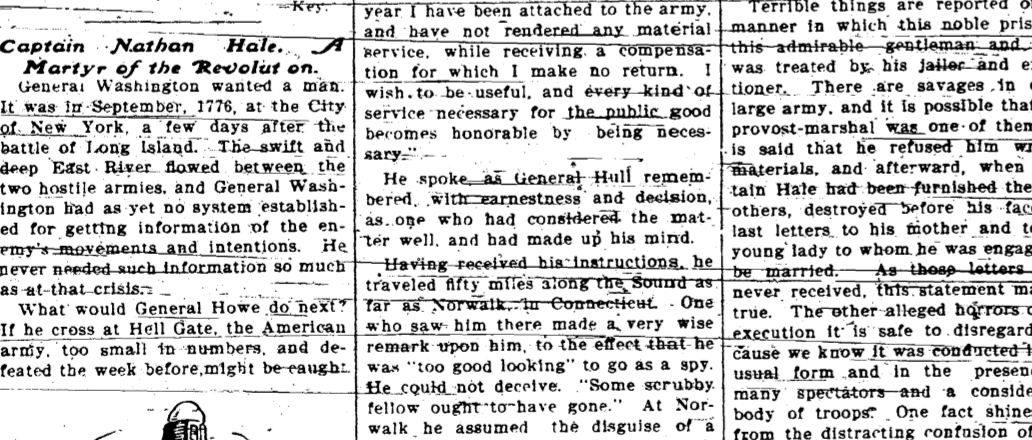 Key.
Captain Nathan Hale. A
Martyr of the Revolut on.
General Washington wanted a man.
It was in September, 1776, at the City
of New York, a few days after the
battle of Long Island. The swift and
deep East River flowed between the
two hostile armies, and General Wash-
ington had as yet no system establish-
ed for getting information of the en-
emy's movements and intentions. He
never needed such information so much
as at that crisis.
What would General Howe do next?
If he cross at Hell Gate, the American
army, too small in numbers, and de-
feated the week before, might be caught
year I have been attached to the army,
and have not rendered any material
service, while receiving a compensa-
tion for which I make no return. I
wish to be useful, and every kind of
service necessary for the public good
becomes honorable by being neces-
sary."
He spoke, as General Hull remem-
bered, with earnestness and decision,
as one who had considered the mat-
ter well, and had made up his mind.
Having received his instructions, he
traveled fifty miles along the Sound as
far as Norwalk, in Connecticut. One
who saw him there made a very wise
remark upon him, to the effect that he
was "too good looking" to go as a spy.
He could not deceive. "Some scrubby
fellow ought to have gone." At Nor-
walk he assumed the disguise of a
Terrible things are reported
manner in which this noble
this admirable gentleman and
was treated by his jailer and
tioner. There are savages in
large army, and it is possible
provost-marshal was one of
is said that he refused him
materials, and afterward, when
tain Hale had been furnished
others, destroyed before his
last letters to his mother and
young lady to whom he was
be married. As those letters
never received, this statement
true. The other alleged horrors
execution it is safe to disregard
cause we know it was conducted
usual form and in the
many spectators and a
body of troops. One fact
from the distracting confusion of